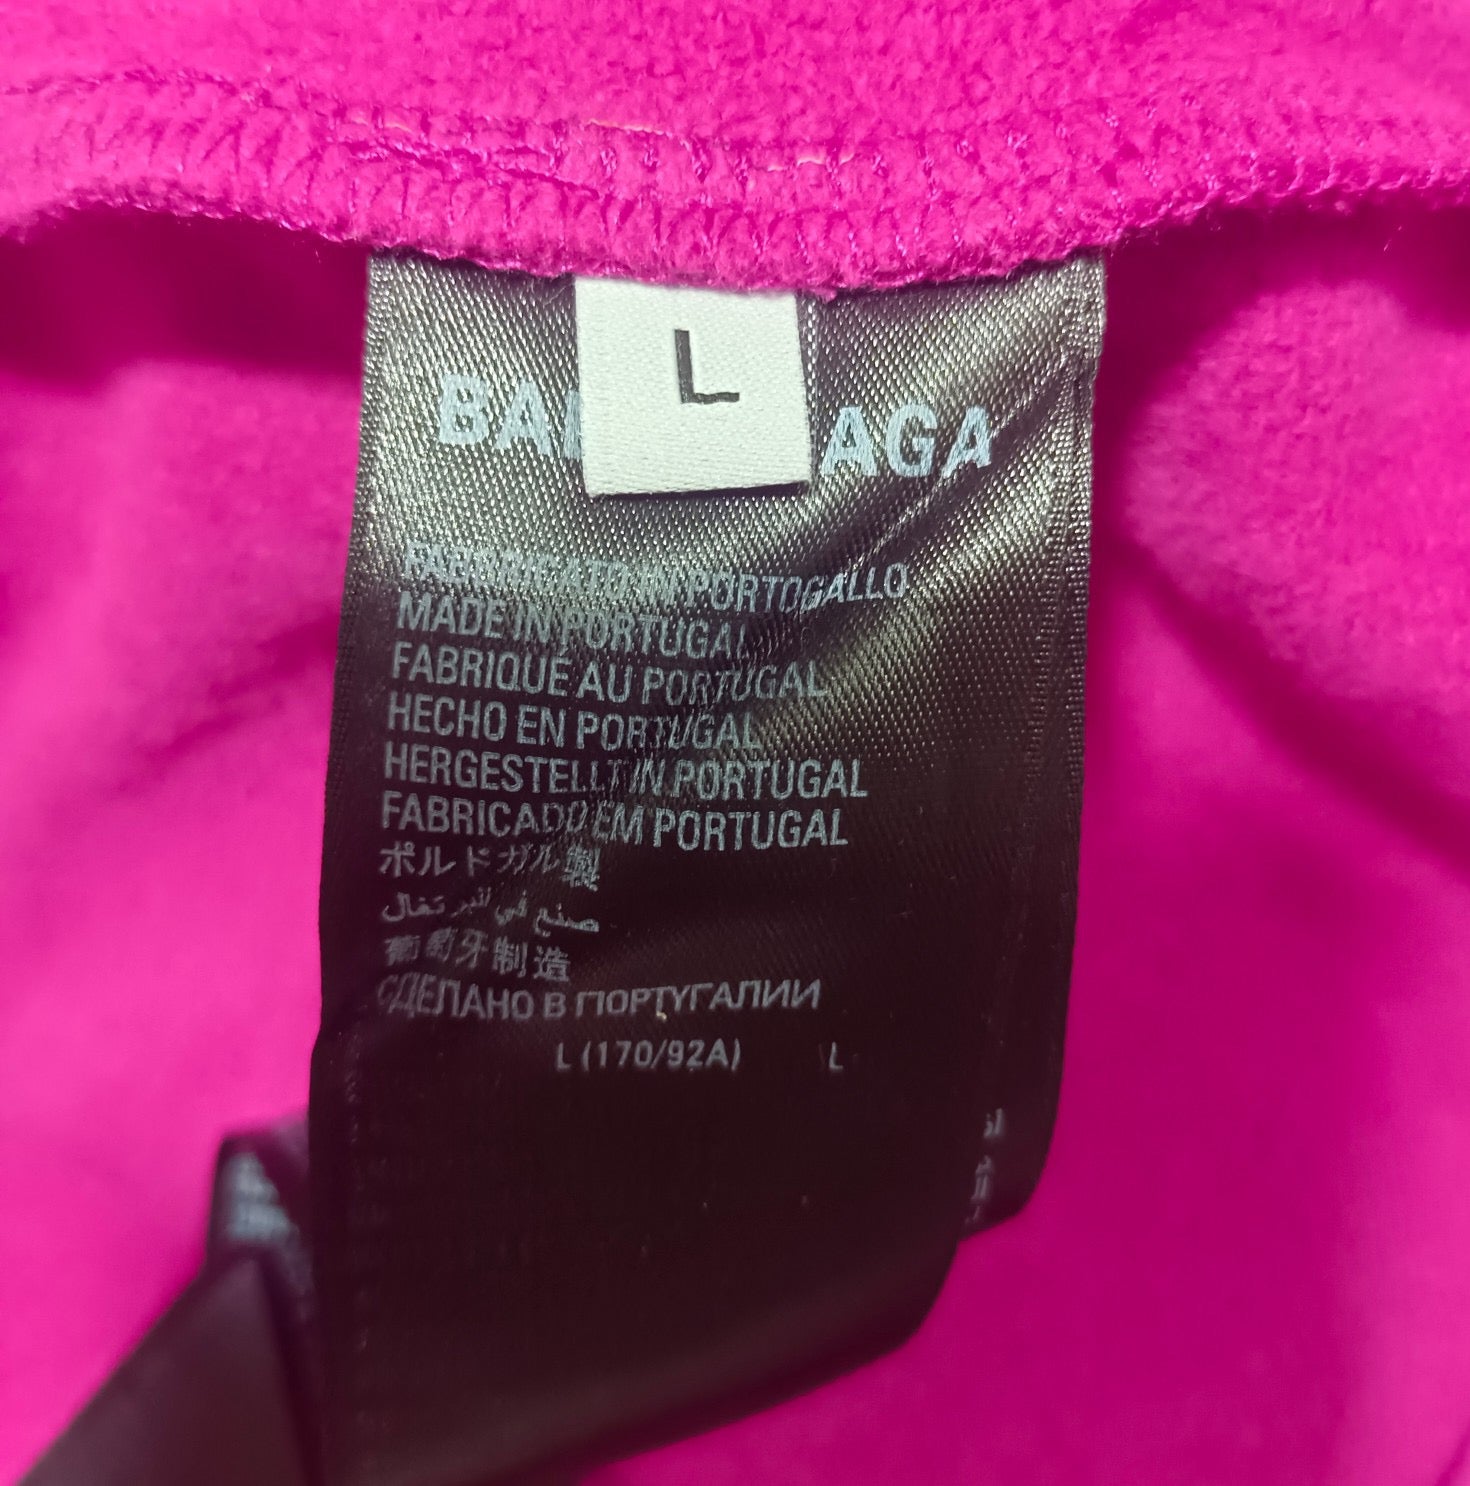 L
BAL AGA
FABBRICATO IN PORTOGALLO
MADE IN PORTUGAL
FABRIQUÉ AU PORTUGAL
HECHO EN PORTUGAL
HERGESTELLT IN PORTUGAL
FABRICADO EM PORTUGAL
ポルトガル製
صنع في البرتغال
葡萄牙制造
СДЕЛАНО В ПОРТУГАЛИИ
L (170/92A) L